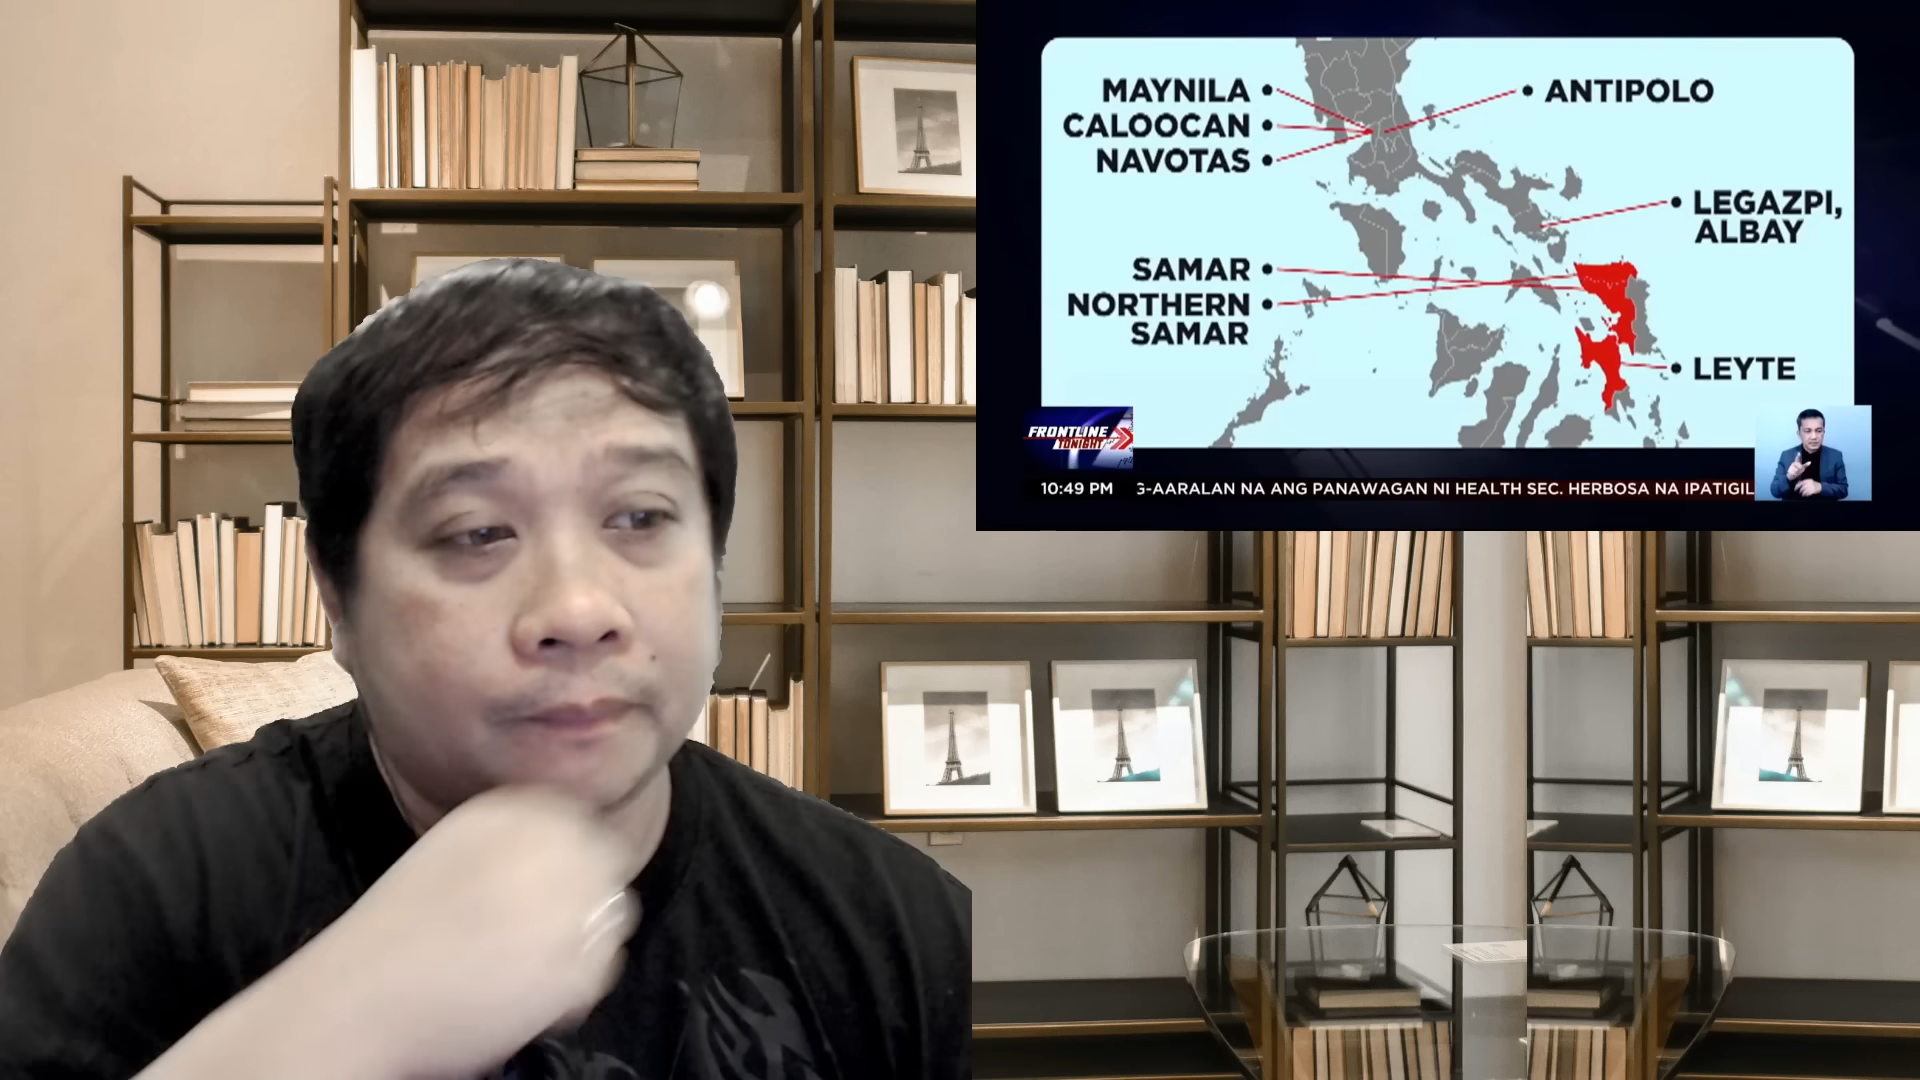 MAYNILA
CALOOCAN
NAVOTAS
ANTIPOLO
LEGAZPI,
ALBAY
SAMAR
NORTHERN
SAMAR
LEYTE
FRONTLINE
TONIGHT
10:49 PM
G-AARALAN NA ANG PANAWAGAN NI HEALTH SEC. HERBOSA NA IPATIGIL